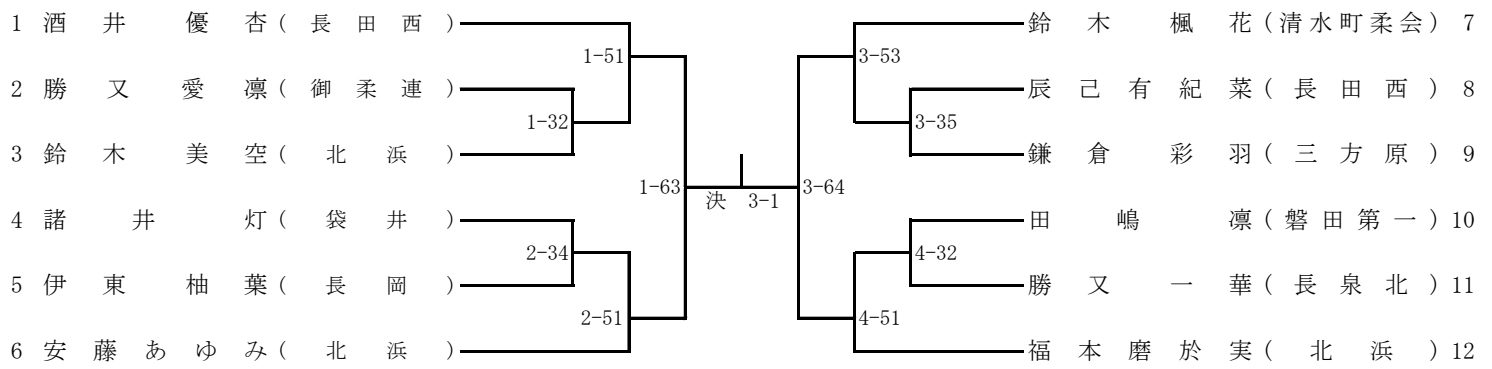 1 酒井優杏(長田西) 鈴木楓花(清水町柔会) 7
1-51 3-53
2 勝又愛凛(御柔連) 辰己有紀菜(長田西) 8
1-32 3-35
3 鈴木美空(北浜) 鎌倉彩羽(三方原) 9
1-63 決 3-1 3-64
4 諸井灯(袋井) 田嶋凛(磐田第一) 10
2-34 4-32
5 伊東柚葉(長岡) 勝又一華(長泉北) 11
2-51 4-51
6 安藤あゆみ(北浜) 福本磨於実(北浜) 12